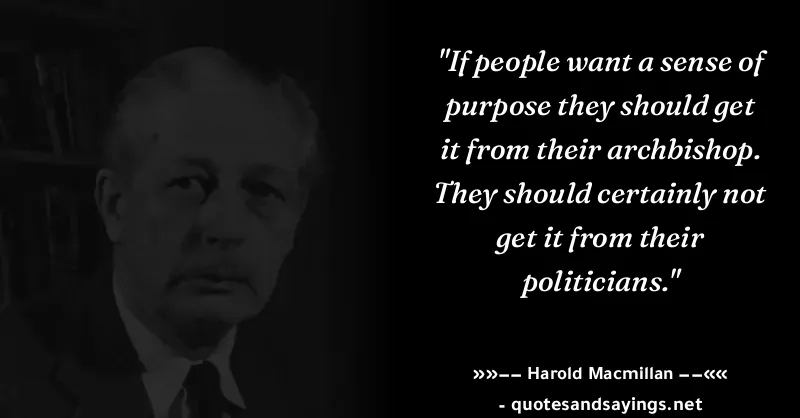 "If people want a sense of
purpose they should get
it from their archbishop.
They should certainly not
get it from their
politicians."
»»−− Harold Macmillan −−««
- quotesandsayings.net